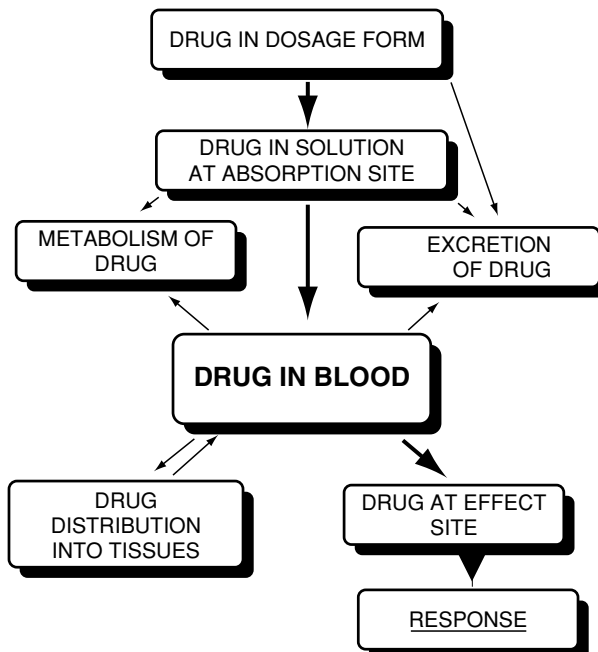 DRUG IN DOSAGE FORM
DRUG IN SOLUTION
AT ABSORPTION SITE
METABOLISM OF
DRUG
EXCRETION
OF DRUG
DRUG IN BLOOD
DRUG
DISTRIBUTION
INTO TISSUES
DRUG AT EFFECT
SITE
RESPONSE